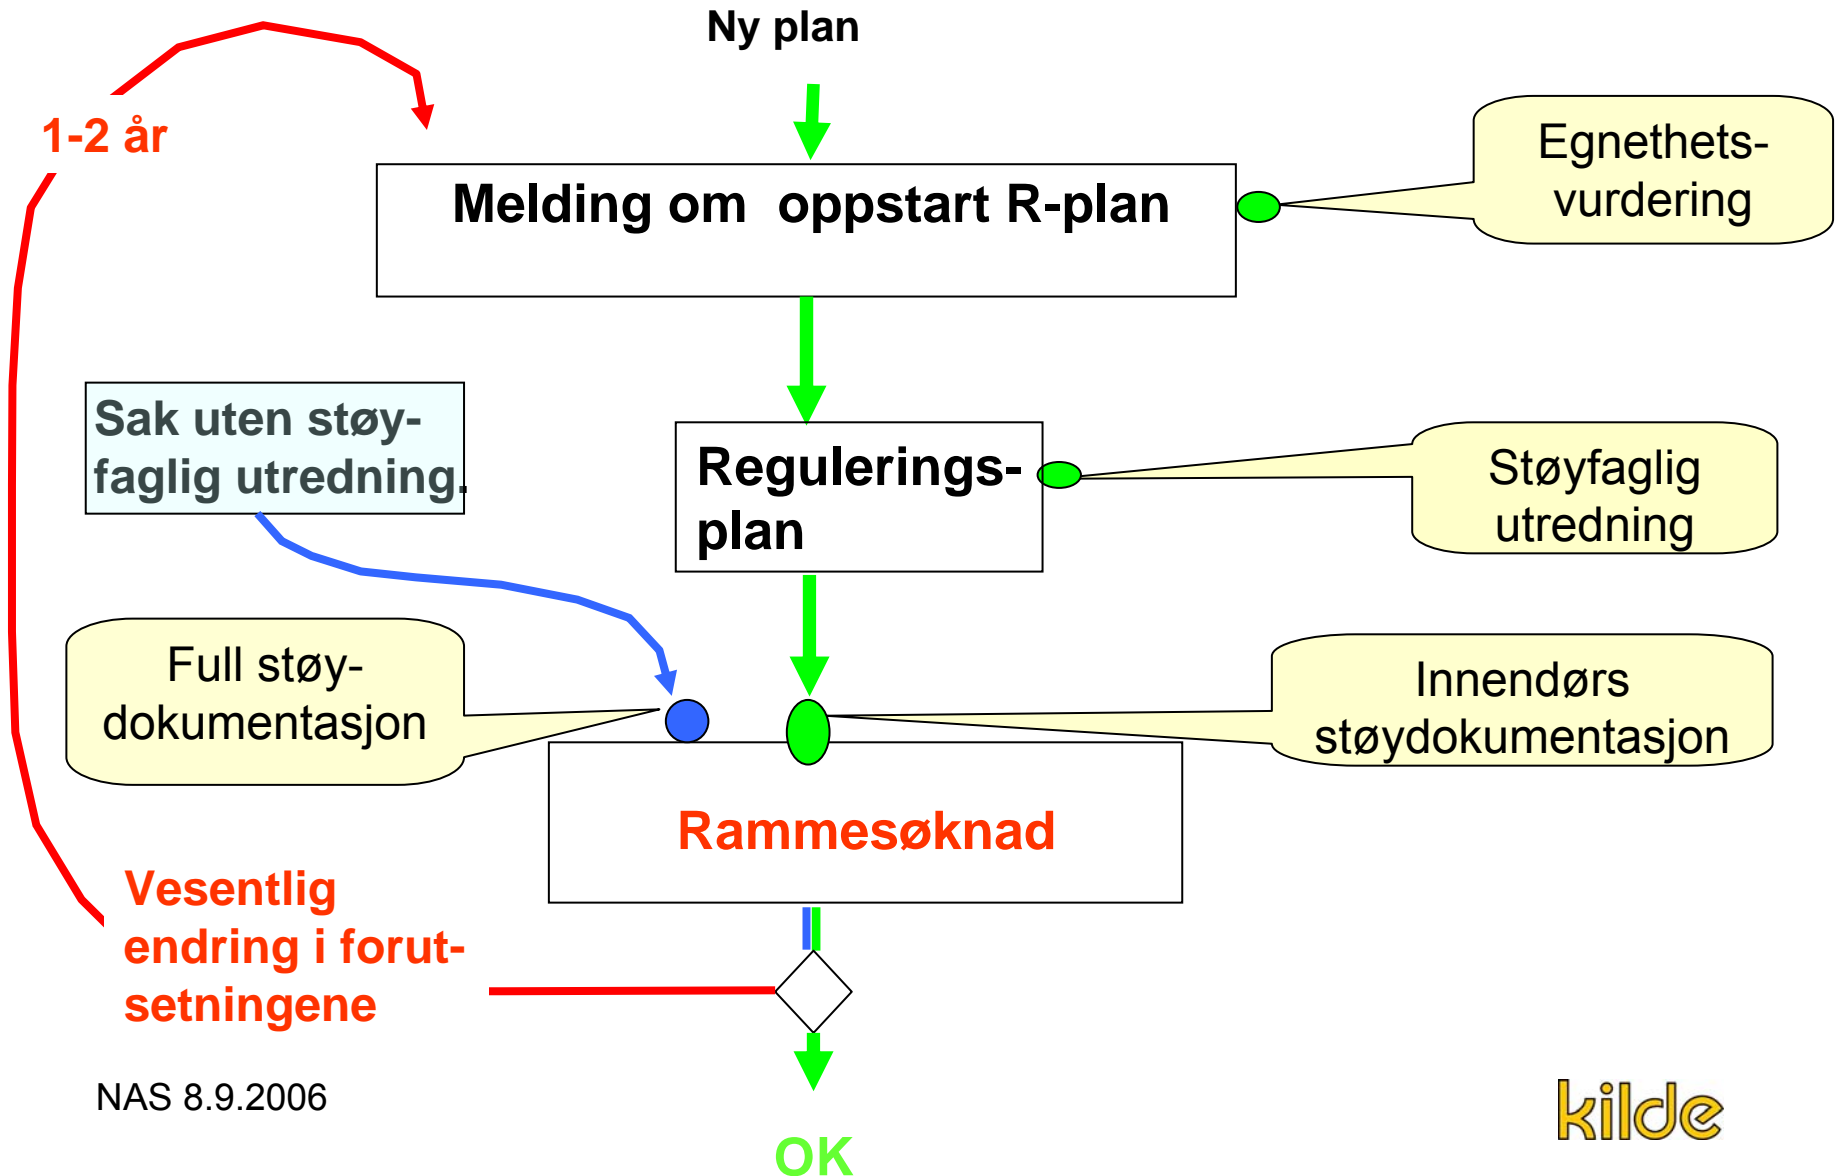 Ny plan
1-2 år
Egnethets-
vurdering
Melding om oppstart R-plan
Sak uten støy-
faglig utredning.
Regulerings-
plan
Støyfaglig
utredning
Full støy-
dokumentasjon
Innendørs
støydokumentasjon
Rammesøknad
Vesentlig
endring i forut-
setningene
NAS 8.9.2006
OK
kilde